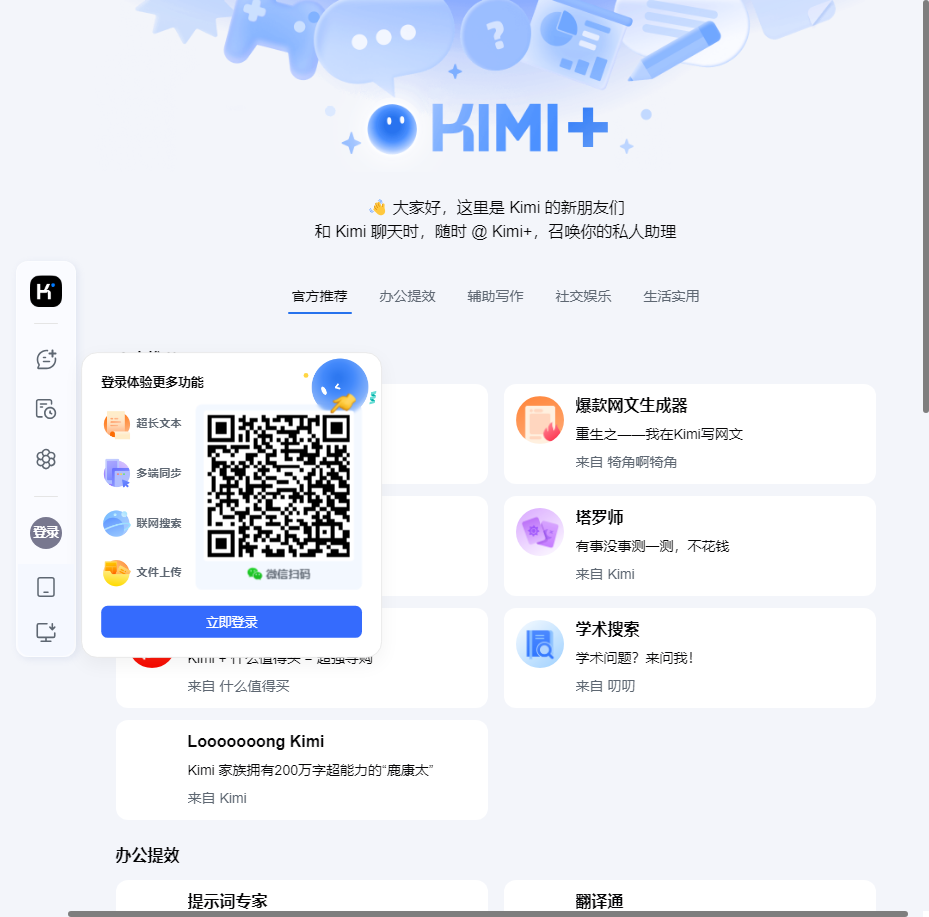 KIMI+
👋 大家好，这里是 Kimi 的新朋友们
和 Kimi 聊天时，随时 @ Kimi+，召唤你的私人助理
官方推荐 办公提效 辅助写作 社交娱乐 生活实用
登录体验更多功能
超长文本
多端同步
联网搜索
文件上传
微信扫码
立即登录
登录
爆款网文生成器
重生之——我在Kimi写网文
来自 犄角啊犄角
塔罗师
有事没事测一测，不花钱
来自 Kimi
来自 什么值得买
学术搜索
学术问题？来问我！
来自 叨叨
Looooooong Kimi
Kimi 家族拥有200万字超能力的“鹿康太”
来自 Kimi
办公提效
提示词专家
翻译通